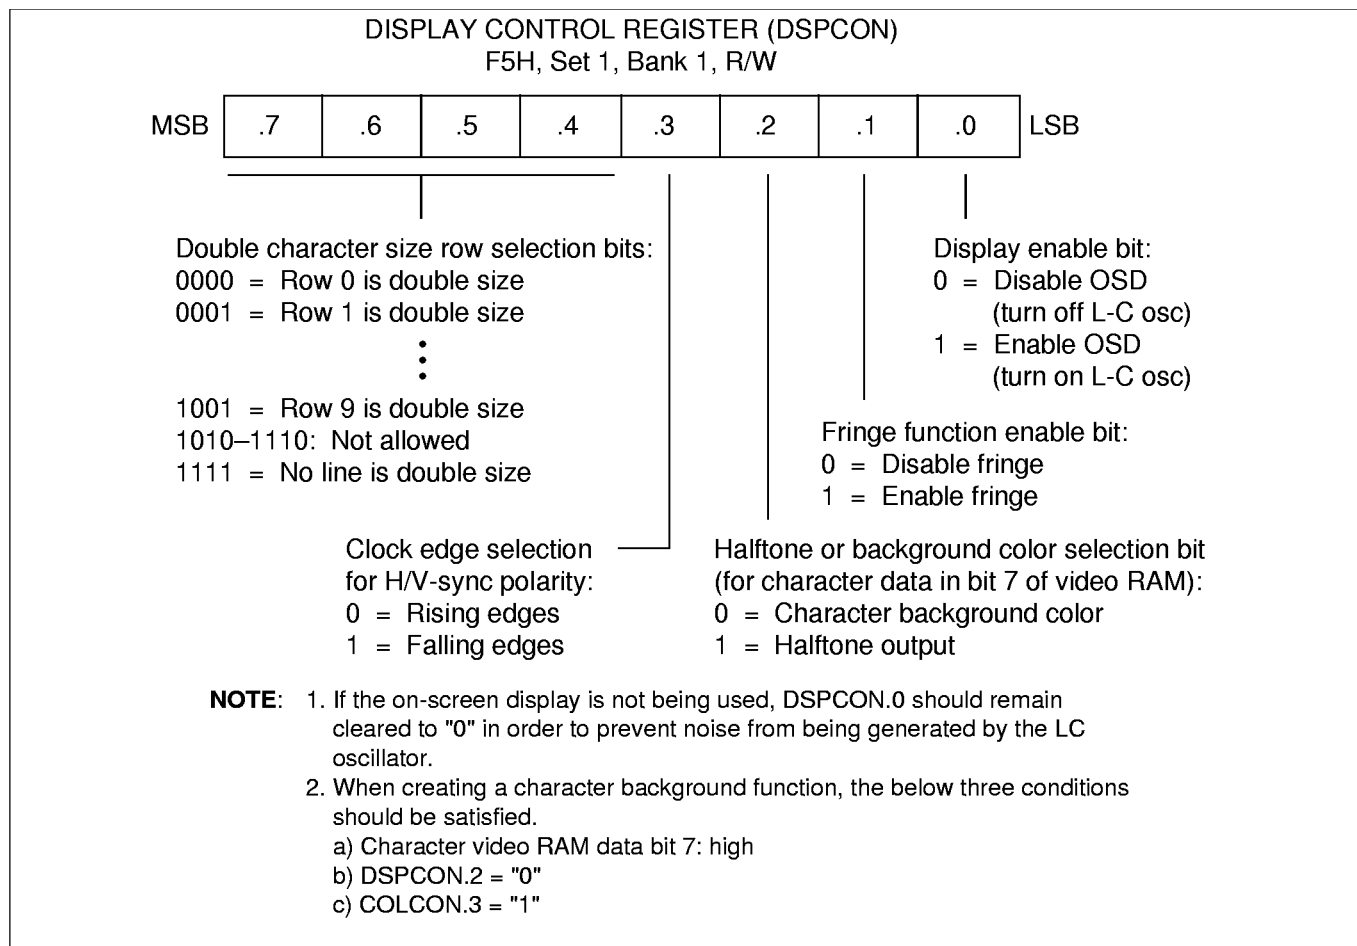 DISPLAY CONTROL REGISTER (DSPCON)
F5H, Set 1, Bank 1, R/W
MSB .7 .6 .5 .4 .3 .2 .1 .0 LSB
Double character size row selection bits:
0000 = Row 0 is double size
0001 = Row 1 is double size
1001 = Row 9 is double size
1010–1110: Not allowed
1111 = No line is double size
Display enable bit:
0 = Disable OSD
(turn off L-C osc)
1 = Enable OSD
(turn on L-C osc)
Fringe function enable bit:
0 = Disable fringe
1 = Enable fringe
Clock edge selection
for H/V-sync polarity:
0 = Rising edges
1 = Falling edges
Halftone or background color selection bit
(for character data in bit 7 of video RAM):
0 = Character background color
1 = Halftone output
NOTE: 1. If the on-screen display is not being used, DSPCON.0 should remain
cleared to "0" in order to prevent noise from being generated by the LC
oscillator.
2. When creating a character background function, the below three conditions
should be satisfied.
a) Character video RAM data bit 7: high
b) DSPCON.2 = "0"
c) COLCON.3 = "1"